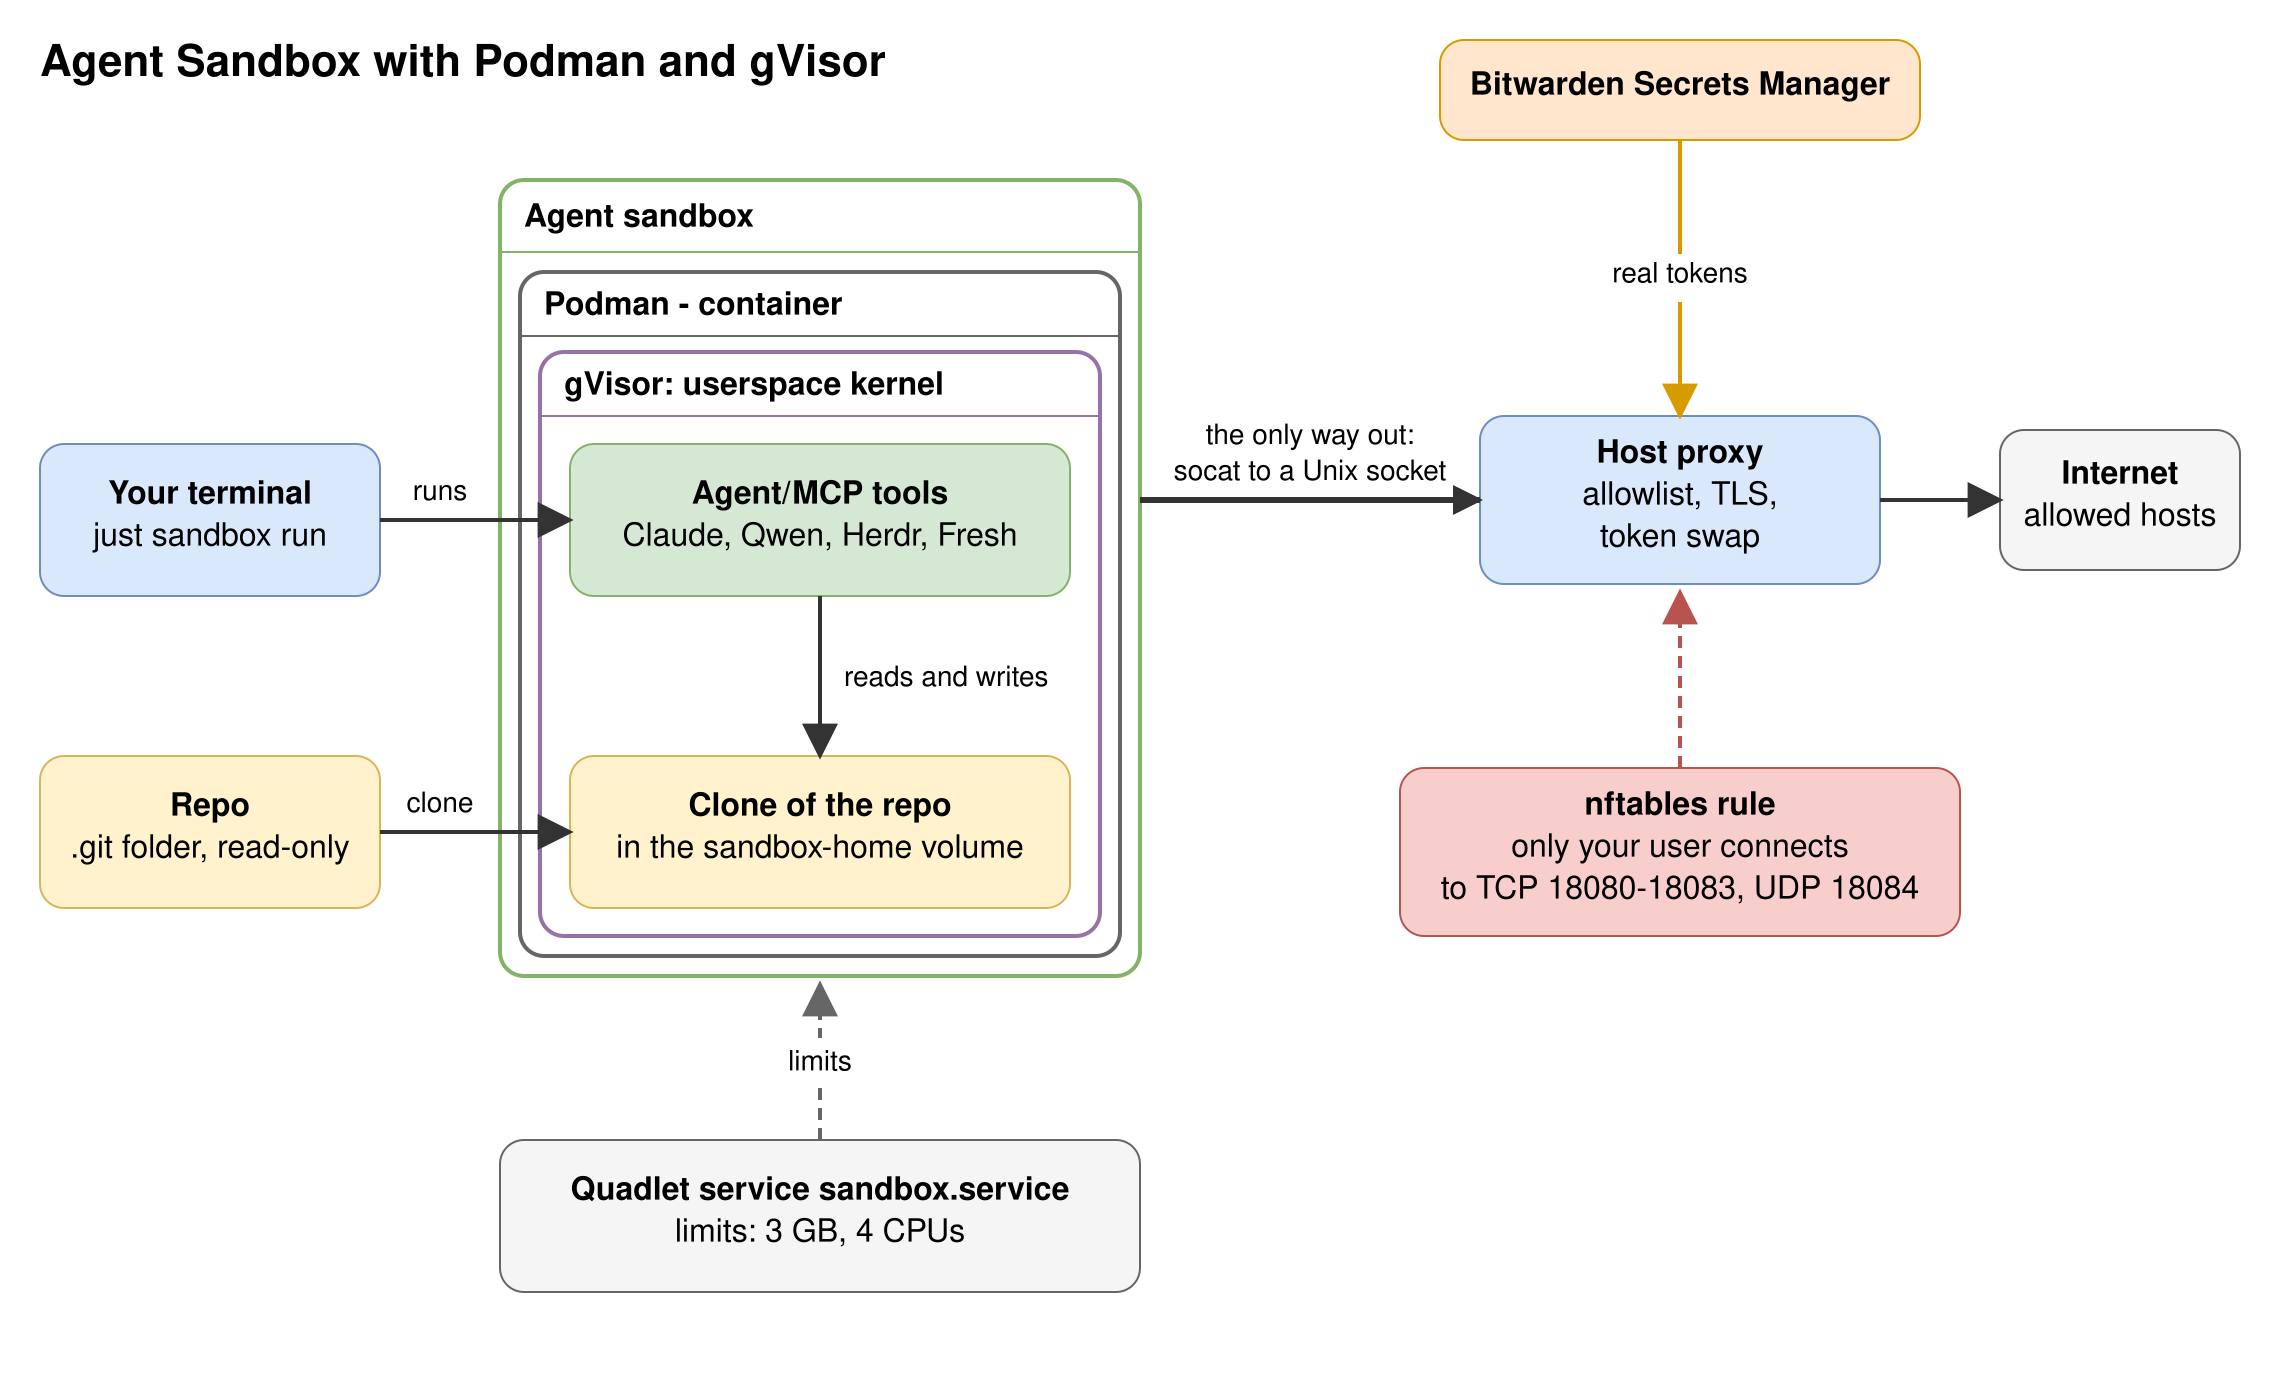 Agent Sandbox with Podman and gVisor
Bitwarden Secrets Manager
real tokens
Agent sandbox
Podman - container
gVisor: userspace kernel
Your terminal
just sandbox run
runs
Agent/MCP tools
Claude, Qwen, Herdr, Fresh
the only way out:
socat to a Unix socket
Host proxy
allowlist, TLS,
token swap
Internet
allowed hosts
reads and writes
Repo
.git folder, read-only
clone
Clone of the repo
in the sandbox-home volume
nftables rule
only your user connects
to TCP 18080-18083, UDP 18084
limits
Quadlet service sandbox.service
limits: 3 GB, 4 CPUs